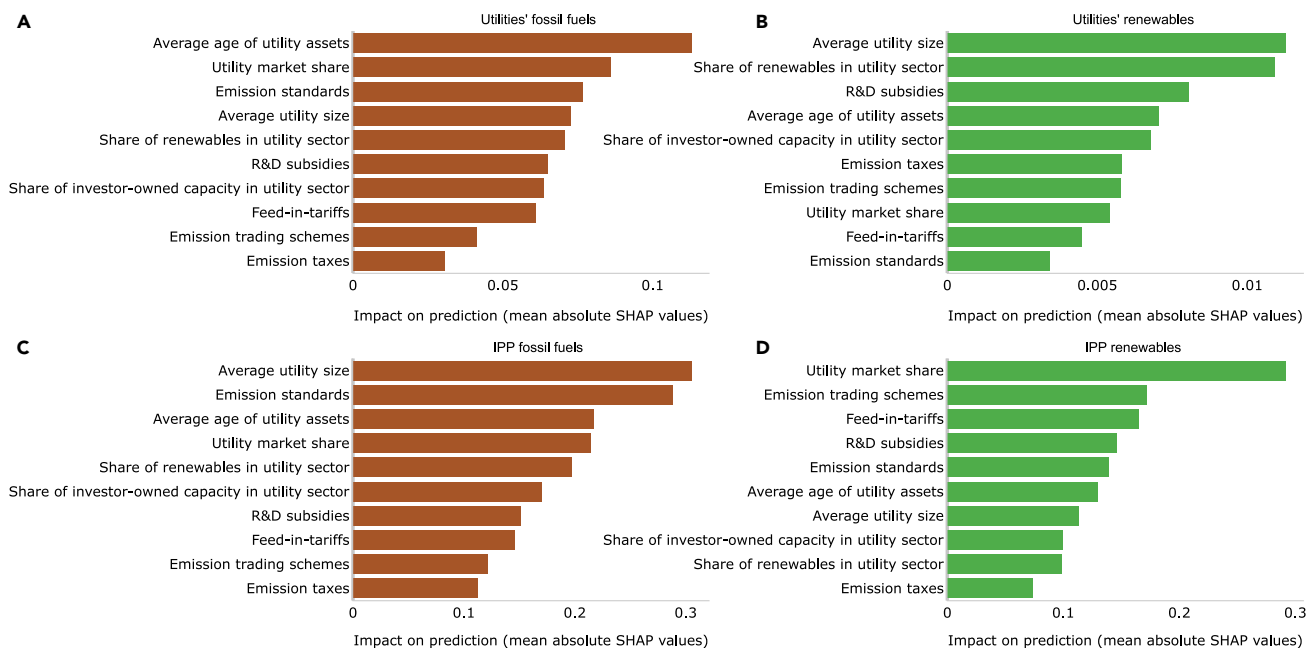 A
Utilities' fossil fuels
Average age of utility assets
Utility market share
Emission standards
Average utility size
Share of renewables in utility sector
R&D subsidies
Share of investor-owned capacity in utility sector
Feed-in-tariffs
Emission trading schemes
Emission taxes
0 0.05 0.1
Impact on prediction (mean absolute SHAP values)
B
Utilities' renewables
Average utility size
Share of renewables in utility sector
R&D subsidies
Average age of utility assets
Share of investor-owned capacity in utility sector
Emission taxes
Emission trading schemes
Utility market share
Feed-in-tariffs
Emission standards
0 0.005 0.01
Impact on prediction (mean absolute SHAP values)
C
IPP fossil fuels
Average utility size
Emission standards
Average age of utility assets
Utility market share
Share of renewables in utility sector
Share of investor-owned capacity in utility sector
R&D subsidies
Feed-in-tariffs
Emission trading schemes
Emission taxes
0 0.1 0.2 0.3
Impact on prediction (mean absolute SHAP values)
D
IPP renewables
Utility market share
Emission trading schemes
Feed-in-tariffs
R&D subsidies
Emission standards
Average age of utility assets
Average utility size
Share of investor-owned capacity in utility sector
Share of renewables in utility sector
Emission taxes
0 0.1 0.2 0.3
Impact on prediction (mean absolute SHAP values)